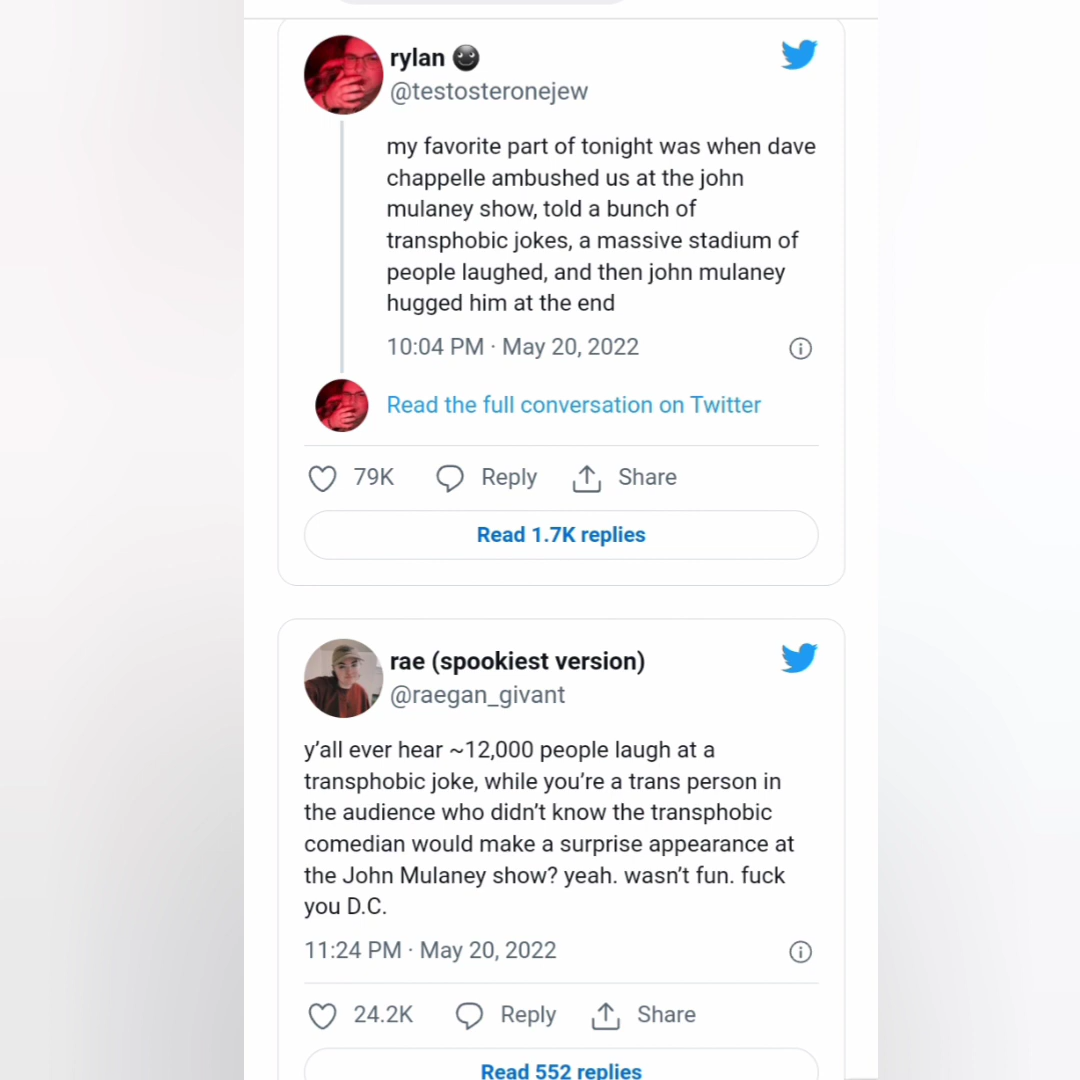 rylan
@testosteronejew
my favorite part of tonight was when dave
chappelle ambushed us at the john
mulaney show, told a bunch of
transphobic jokes, a massive stadium of
people laughed, and then john mulaney
hugged him at the end
10:04 PM · May 20, 2022
Read the full conversation on Twitter
79K Reply Share
Read 1.7K replies
rae (spookiest version)
@raegan_givant
y’all ever hear ~12,000 people laugh at a
transphobic joke, while you’re a trans person in
the audience who didn’t know the transphobic
comedian would make a surprise appearance at
the John Mulaney show? yeah. wasn’t fun. fuck
you D.C.
11:24 PM · May 20, 2022
24.2K Reply Share
Read 552 replies